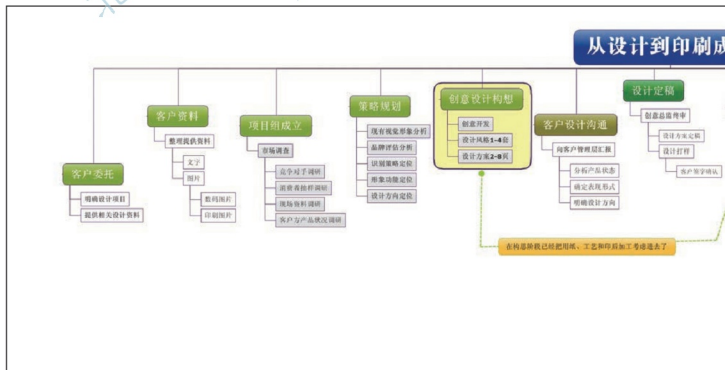 从设计到印刷成
客户委托
明确设计项目
提供相关设计资料
客户资料
整理提供资料
文字
图片
数码图片
印刷图片
项目组成立
市场调查
竞争对手调研
消费者抽样调研
现场资料调研
客户方产品状况调研
策略规划
现有视觉形象分析
品牌评估分析
识别策略定位
形象功能定位
设计方向定位
创意设计构想
创意开发
设计风格1-4套
设计方案2-8页
客户设计沟通
向客户管理层汇报
分析产品状态
确定表现形式
明确设计方向
设计定稿
创意总监终审
设计方案定稿
设计打样
客户签字确认
在构思阶段已经把用纸、工艺和印后加工考虑进去了